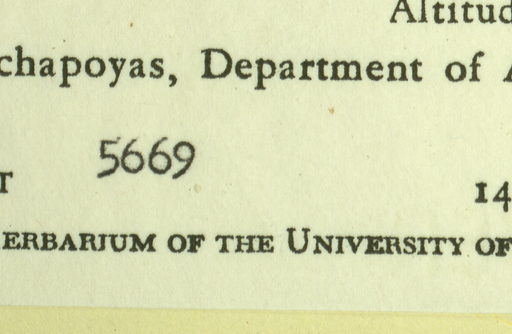 Altitud
chapoyas, Department of A
5669
T 14
ERBARIUM OF THE UNIVERSITY OF